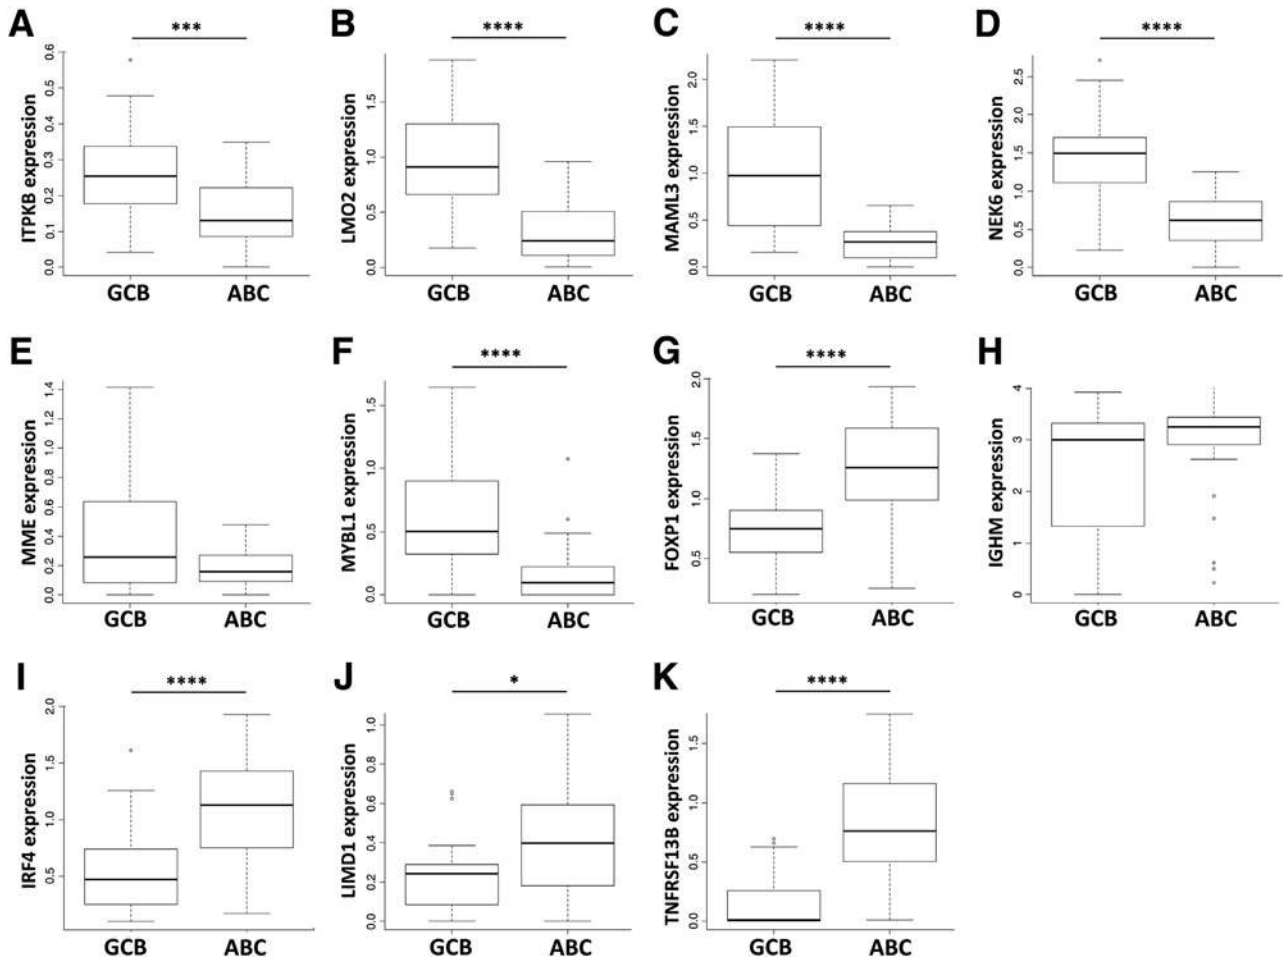 A
***
ITPKB expression
0.0 0.1 0.2 0.3 0.4 0.5 0.6
GCB ABC
B
****
LMO2 expression
0.0 0.5 1.0 1.5
GCB ABC
C
****
MAML3 expression
0.0 0.5 1.0 1.5 2.0
GCB ABC
D
****
NEK6 expression
0.0 0.5 1.0 1.5 2.0 2.5
GCB ABC
E
MME expression
0.0 0.2 0.4 0.6 0.8 1.0 1.2 1.4
GCB ABC
F
****
MYBL1 expression
0.0 0.5 1.0 1.5
GCB ABC
G
****
FOXP1 expression
0.5 1.0 1.5 2.0
GCB ABC
H
IGHM expression
0 1 2 3 4
GCB ABC
I
****
IRF4 expression
0.5 1.0 1.5 2.0
GCB ABC
J
*
LIMD1 expression
0.0 0.2 0.4 0.6 0.8 1.0
GCB ABC
K
****
TNFRSF13B expression
0.0 0.5 1.0 1.5
GCB ABC